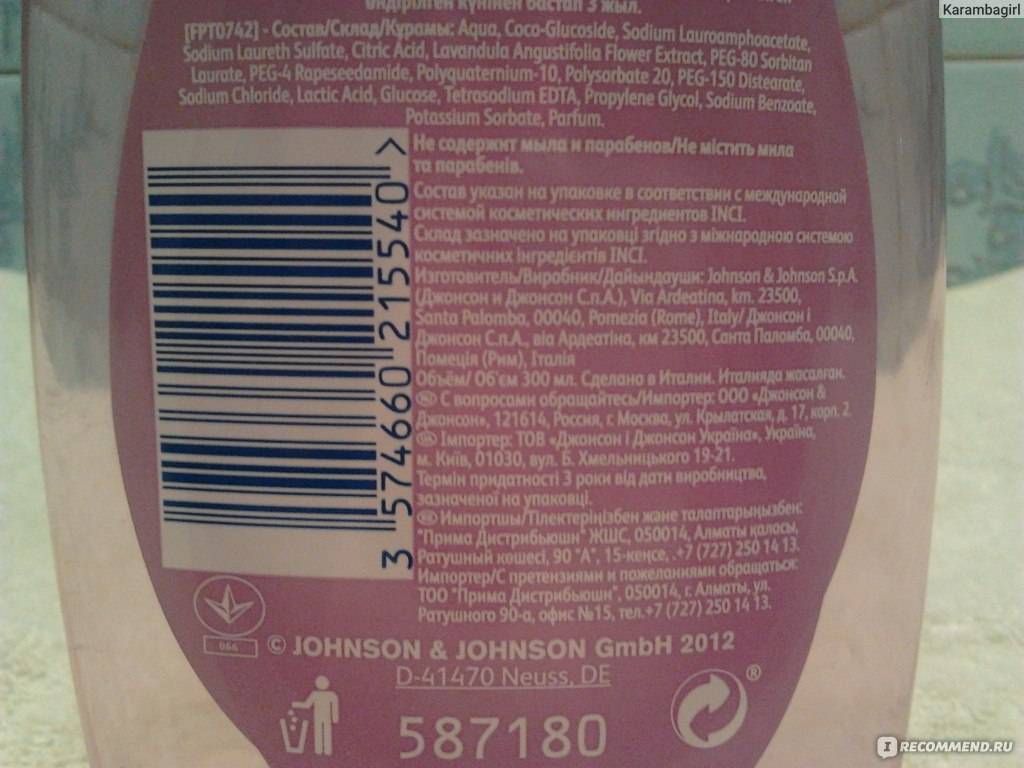 Karambagirl
өндірілген күннен бастап 3 жыл.
[FPT0742] - Состав/Склад/Курамы: Aqua, Coco-Glucoside, Sodium Lauroamphoacetate,
Sodium Laureth Sulfate, Citric Acid, Lavandula Angustifolia Flower Extract, PEG-80 Sorbitan
Laurate, PEG-4 Rapeseedamide, Polyquaternium-10, Polysorbate 20, PEG-150 Distearate,
Sodium Chloride, Lactic Acid, Glucose, Tetrasodium EDTA, Propylene Glycol, Sodium Benzoate,
Potassium Sorbate, Parfum.
Не содержит мыла и парабенов/Не містить мила
та парабенів.
Состав указан на упаковке в соответствии с международной
системой косметических ингредиентов INCI.
Склад зазначено на упаковці згідно з міжнародною системою
косметичних інгредієнтів INCI.
Изготовитель/Виробник/Дайындаушы: Johnson & Johnson S.p.A.
(Джонсон и Джонсон С.п.А.), Via Ardeatina, km. 23500,
Santa Palomba, 00040, Pomezia (Rome), Italy/ Джонсон і
Джонсон С.п.А., віа Ардеатіна, км 23500, Санта Паломба, 00040,
Помеція (Рим), Італія
Объём/ Об'єм 300 мл. Сделано в Италии. Италияда жасалған.
С вопросами обращайтесь/Импортер: ООО «Джонсон &
Джонсон», 121614, Россия, г. Москва, ул. Крылатская, д. 17, корп. 2.
Імпортер: ТОВ «Джонсон і Джонсон Україна», Україна,
м. Київ, 01030, вул. Б. Хмельницького 19-21.
Термін придатності 3 роки від дати виробництва,
зазначеної на упаковці.
Импортшы/Тілектеріңізбен және талаптарыңызбен:
"Прима Дистрибьюшн" ЖШС, 050014, Алматы қаласы,
Ратушный көшесі, 90 "А", 15-кеңсе, .+7 (727) 250 14 13.
Импортер/С претензиями и пожеланиями обращаться:
ТОО "Прима Дистрибьюшн", 050014, г. Алматы, ул.
Ратушного 90-а, офис №15, тел.+7 (727) 250 14 13.
3 574660 215540 >
066
© JOHNSON & JOHNSON GmbH 2012
D-41470 Neuss, DE
587180
®
IRECOMMEND.RU